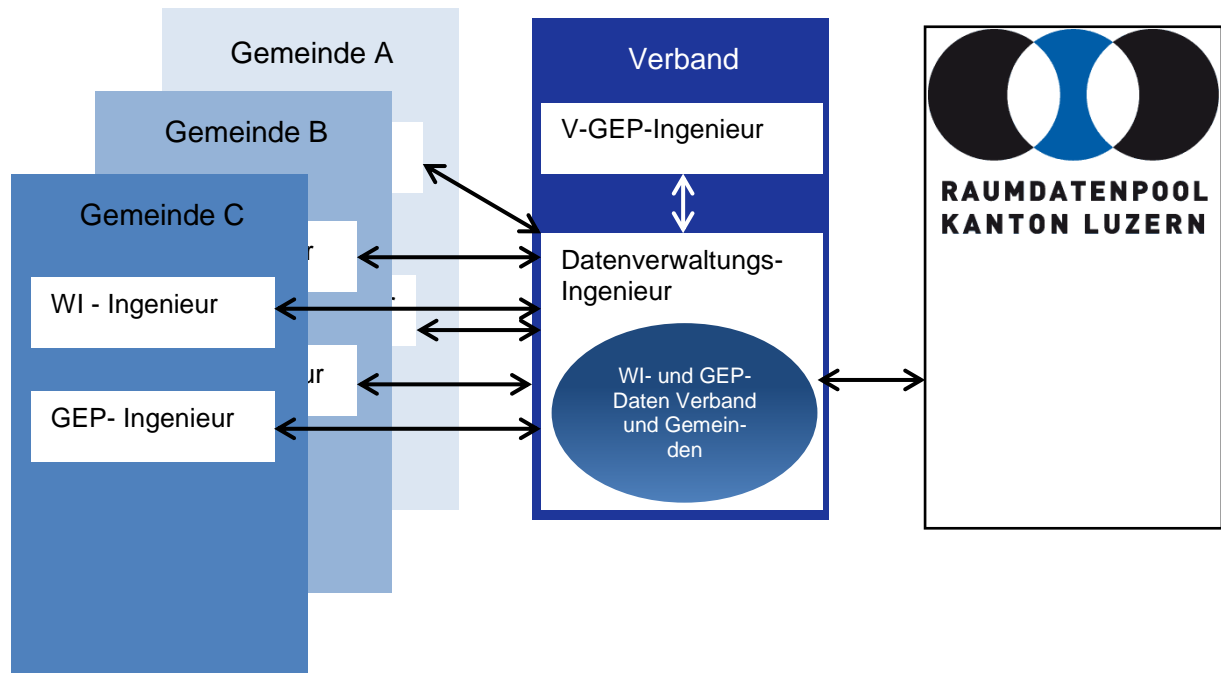 Gemeinde A
Gemeinde B
Gemeinde C
WI - Ingenieur
GEP- Ingenieur
r
ur
Verband
V-GEP-Ingenieur
Datenverwaltungs-
Ingenieur
WI- und GEP-
Daten Verband
und Gemein-
den
RAUMDATENPOOL
KANTON LUZERN